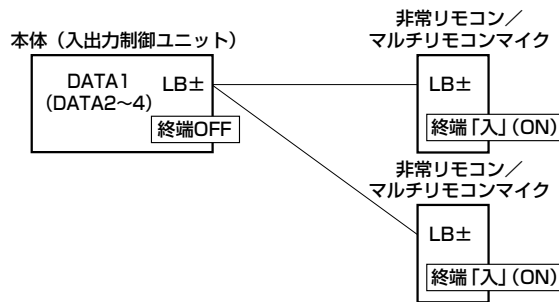 本体（入出力制御ユニット）
DATA1
(DATA2～4)
LB±
終端OFF
非常リモコン／
マルチリモコンマイク
LB±
終端「入」(ON)
非常リモコン／
マルチリモコンマイク
LB±
終端「入」(ON)